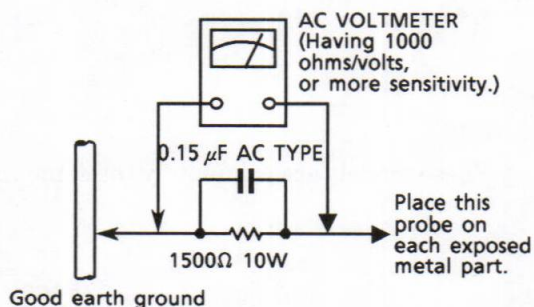 AC VOLTMETER
(Having 1000
ohms/volts,
or more sensitivity.)
0.15 µF AC TYPE
1500Ω 10W
Place this
probe on
each exposed
metal part.
Good earth ground